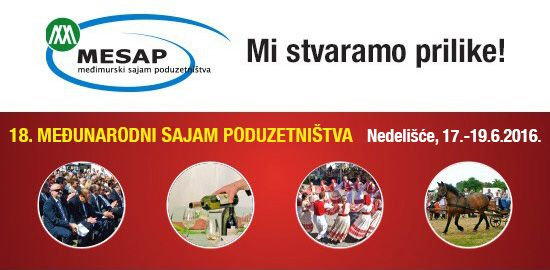 MESAP
međimurski sajam poduzetništva
Mi stvaramo prilike!
18. MEĐUNARODNI SAJAM PODUZETNIŠTVA Nedelišće, 17.-19.6.2016.